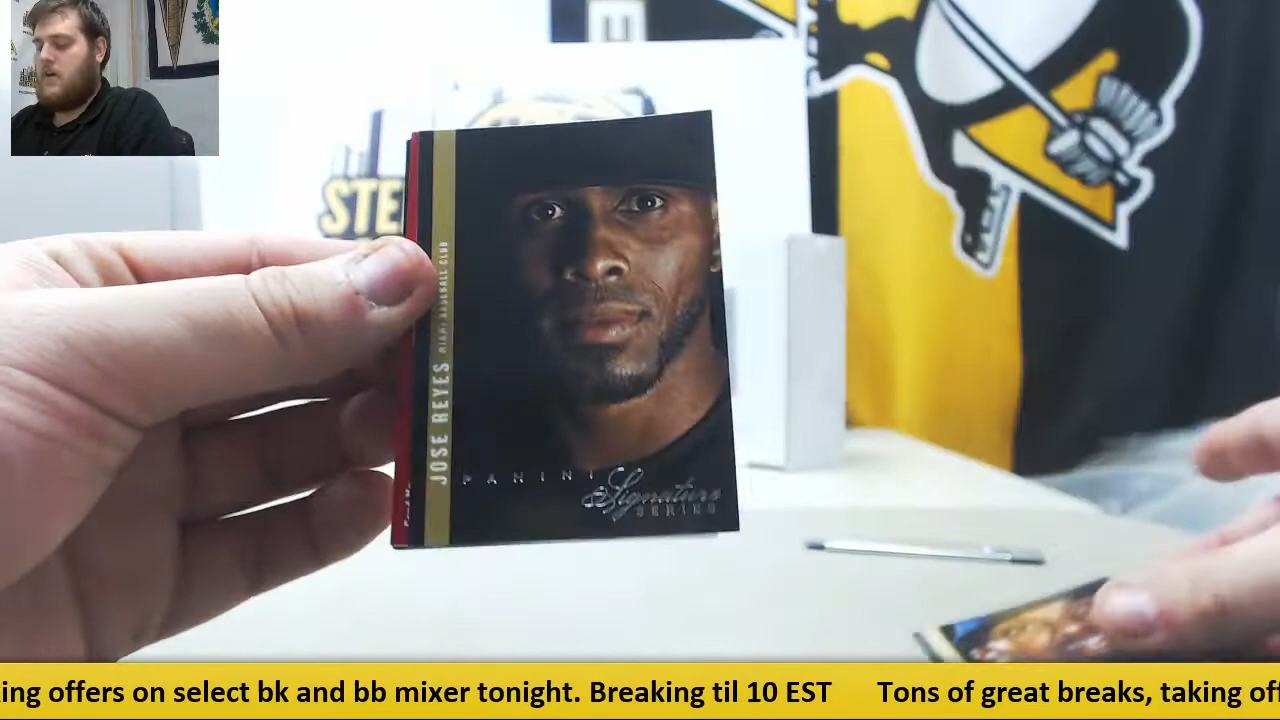 STE
JOSE REYES MIAMI BASEBALL CLUB
PANINI
Signature
SERIES
ing offers on select bk and bb mixer tonight. Breaking til 10 EST Tons of great breaks, taking off